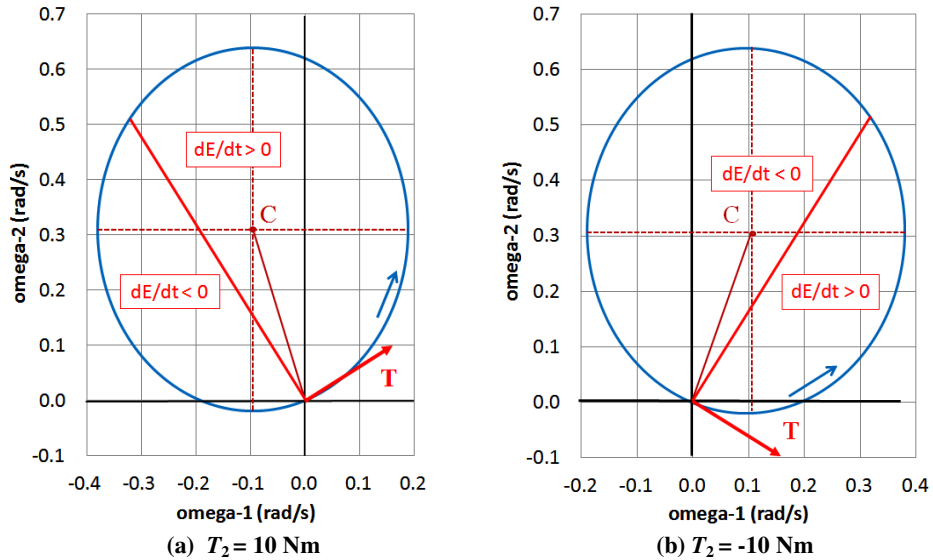 0.7
0.6
0.5
0.4
0.3
0.2
0.1
0.0
-0.1
omega-2 (rad/s)
dE/dt > 0
C
dE/dt < 0
T
-0.4 -0.3 -0.2 -0.1 0.0 0.1 0.2
omega-1 (rad/s)
(a) T2 = 10 Nm
0.7
0.6
0.5
0.4
0.3
0.2
0.1
0.0
-0.1
omega-2 (rad/s)
dE/dt < 0
C
dE/dt > 0
T
-0.2 -0.1 0.0 0.1 0.2 0.3 0.4
omega-1 (rad/s)
(b) T2 = -10 Nm